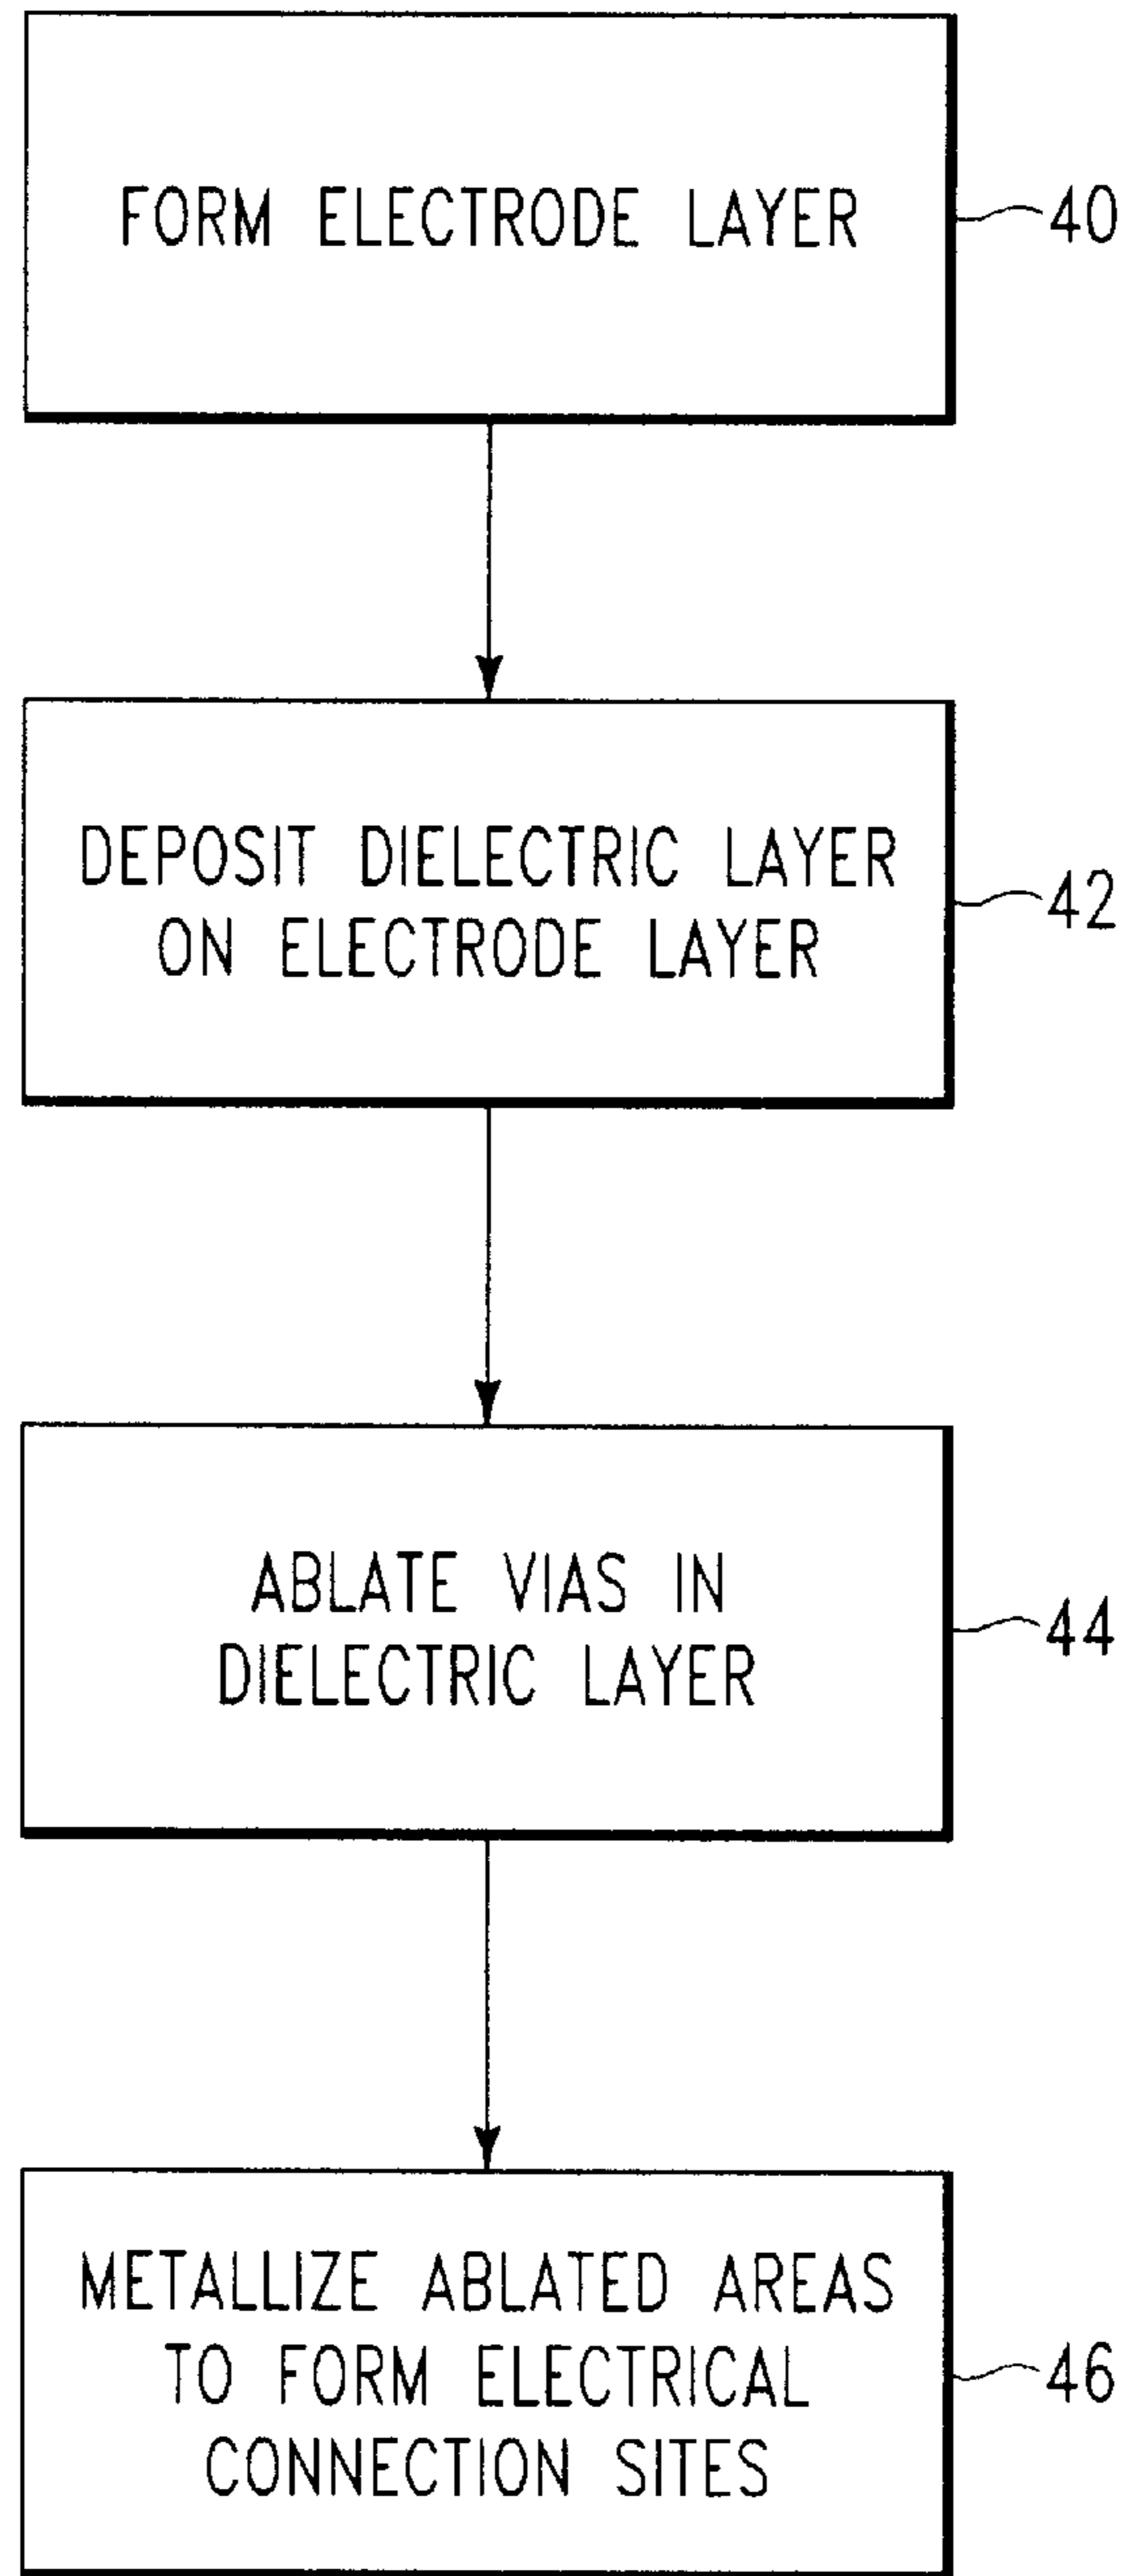 FORM ELECTRODE LAYER
40
DEPOSIT DIELECTRIC LAYER
ON ELECTRODE LAYER
42
ABLATE VIAS IN
DIELECTRIC LAYER
44
METALLIZE ABLATED AREAS
TO FORM ELECTRICAL
CONNECTION SITES
46